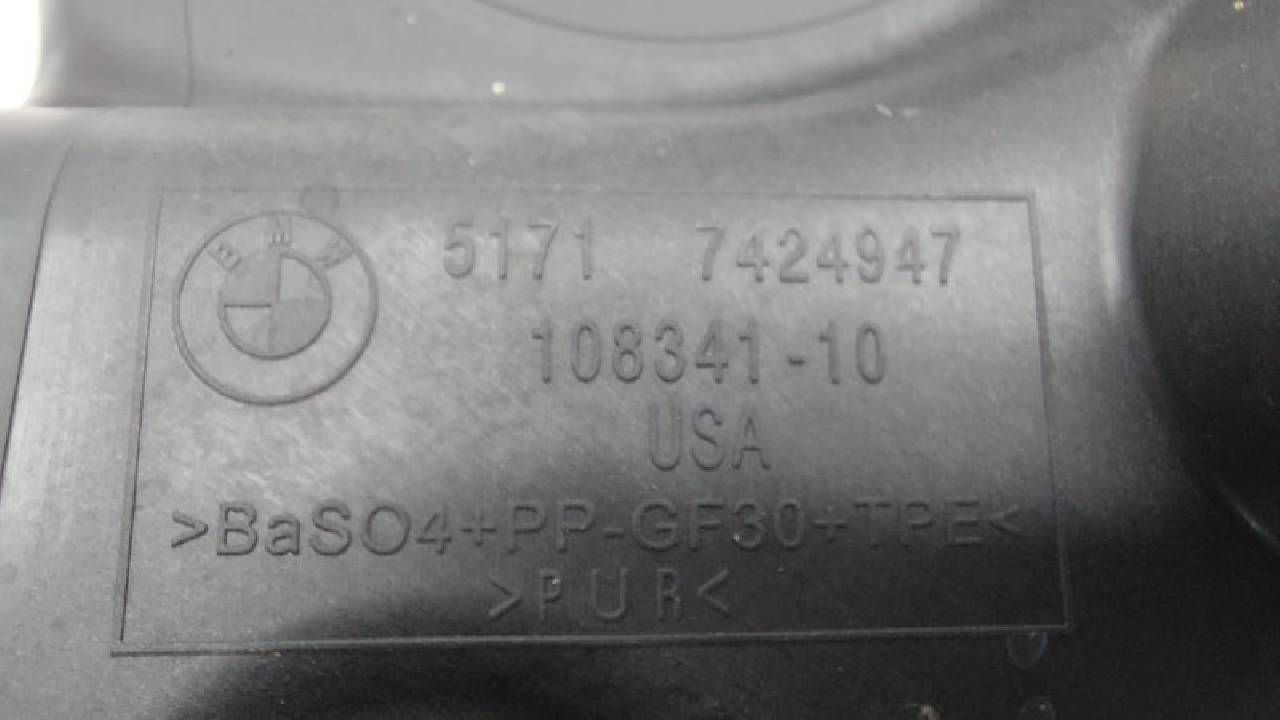 BMW
5171 7424947
108341-10
USA
>BaSO4+PP-GF30+TPE<
>PUR<